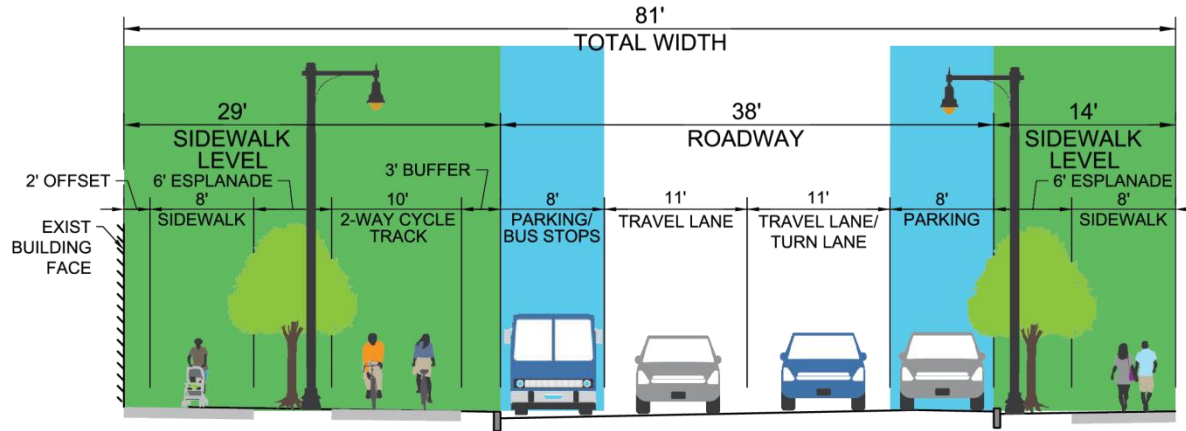 81'
TOTAL WIDTH
29'
SIDEWALK
LEVEL
38'
ROADWAY
14'
SIDEWALK
LEVEL
2' OFFSET
6' ESPLANADE
3' BUFFER
6' ESPLANADE
8'
SIDEWALK
10'
2-WAY CYCLE
TRACK
8'
PARKING/
BUS STOPS
11'
TRAVEL LANE
11'
TRAVEL LANE/
TURN LANE
8'
PARKING
8'
SIDEWALK
EXIST
BUILDING
FACE